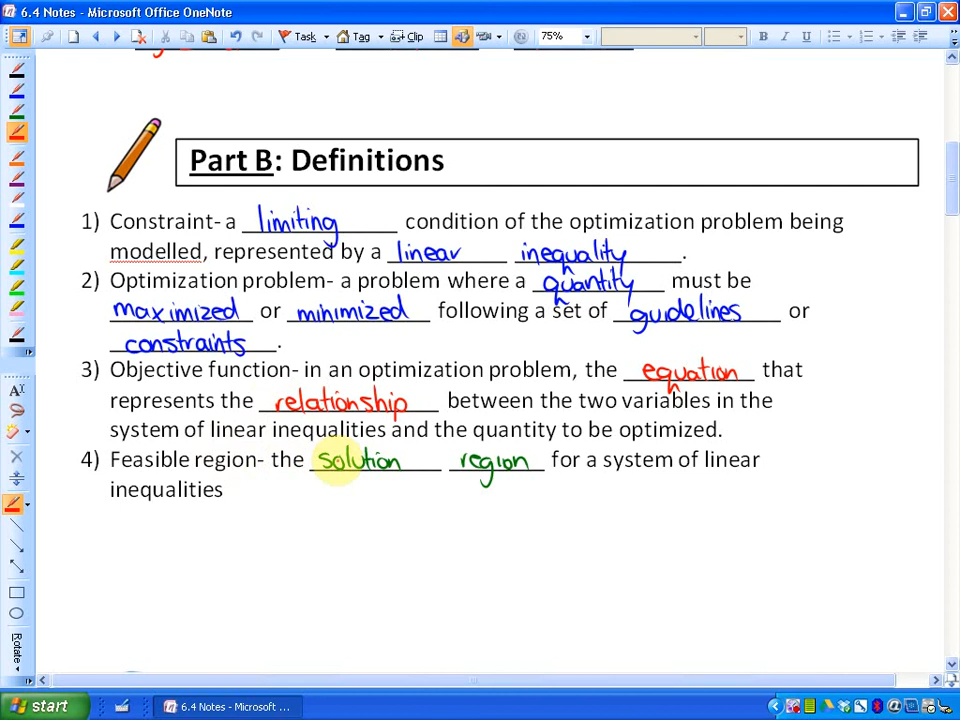 6.4 Notes - Microsoft Office OneNote
Task Tag Clip 75% B I U
Part B: Definitions
1) Constraint- a limiting condition of the optimization problem being
modelled, represented by a linear inequality.
2) Optimization problem- a problem where a quantity must be
maximized or minimized following a set of guidelines or
constraints.
3) Objective function- in an optimization problem, the equation that
represents the relationship between the two variables in the
system of linear inequalities and the quantity to be optimized.
4) Feasible region- the solution region for a system of linear
inequalities
Rotate
start 6.4 Notes - Microsoft ...